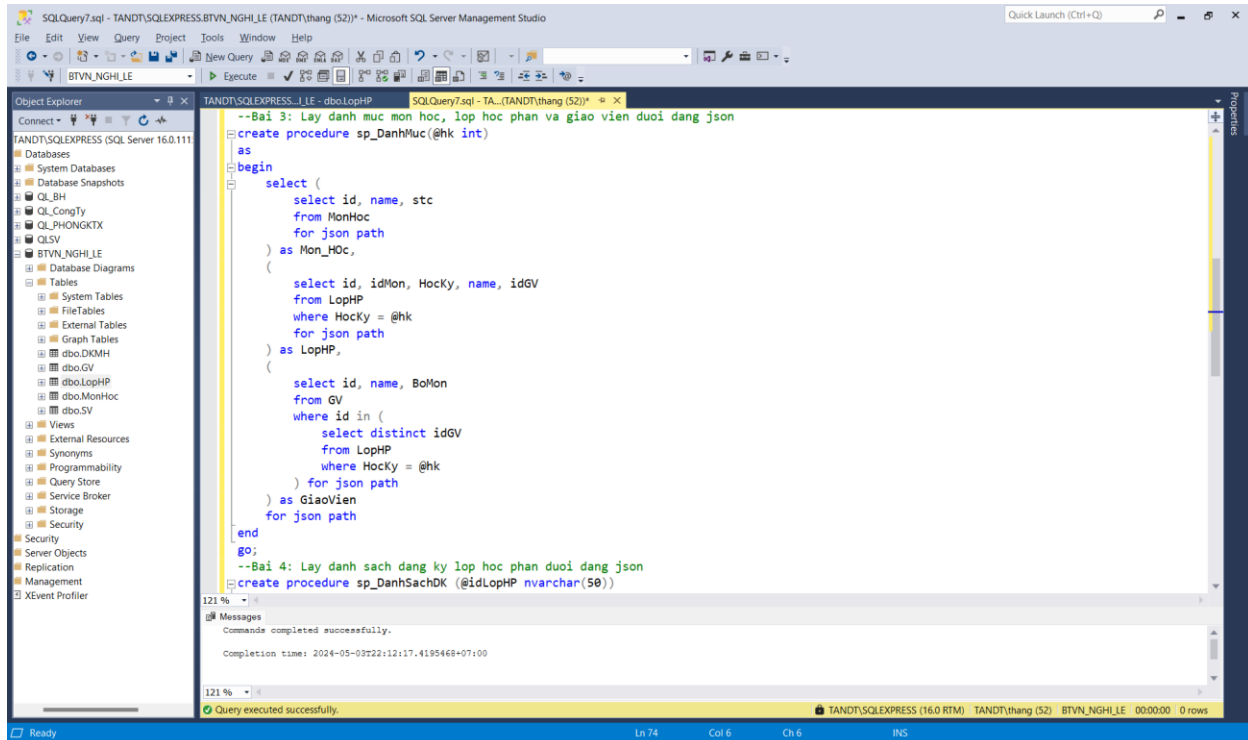 SQLQuery7.sql - TANDT\SQLEXPRESS.BTVN_NGHI_LE (TANDT\thang (52))* - Microsoft SQL Server Management Studio
Quick Launch (Ctrl+Q)
File Edit View Query Project Tools Window Help
New Query
BTVN_NGHI_LE
Execute
Object Explorer
TANDT\SQLEXPRESS...I_LE - dbo.LopHP
SQLQuery7.sql - TA...(TANDT\thang (52))*
Properties
Connect
TANDT\SQLEXPRESS (SQL Server 16.0.111:
Databases
System Databases
Database Snapshots
QL_BH
QL_CongTy
QL_PHONGKTX
QLSV
BTVN_NGHI_LE
Database Diagrams
Tables
System Tables
FileTables
External Tables
Graph Tables
dbo.DKMH
dbo.GV
dbo.LopHP
dbo.MonHoc
dbo.SV
Views
External Resources
Synonyms
Programmability
Query Store
Service Broker
Storage
Security
Security
Server Objects
Replication
Management
XEvent Profiler
--Bai 3: Lay danh muc mon hoc, lop hoc phan va giao vien duoi dang json
create procedure sp_DanhMuc(@hk int)
as
begin
select (
select id, name, stc
from MonHoc
for json path
) as Mon_HOc,
(
select id, idMon, HocKy, name, idGV
from LopHP
where HocKy = @hk
for json path
) as LopHP,
(
select id, name, BoMon
from GV
where id in (
select distinct idGV
from LopHP
where HocKy = @hk
) for json path
) as GiaoVien
for json path
end
go;
--Bai 4: Lay danh sach dang ky lop hoc phan duoi dang json
create procedure sp_DanhSachDK (@idLopHP nvarchar(50))
121 %
Messages
Commands completed successfully.
Completion time: 2024-05-03T22:12:17.4195468+07:00
121 %
Query executed successfully.
TANDT\SQLEXPRESS (16.0 RTM) TANDT\thang (52) BTVN_NGHI_LE 00:00:00 0 rows
Ready
Ln 74 Col 6 Ch 6 INS